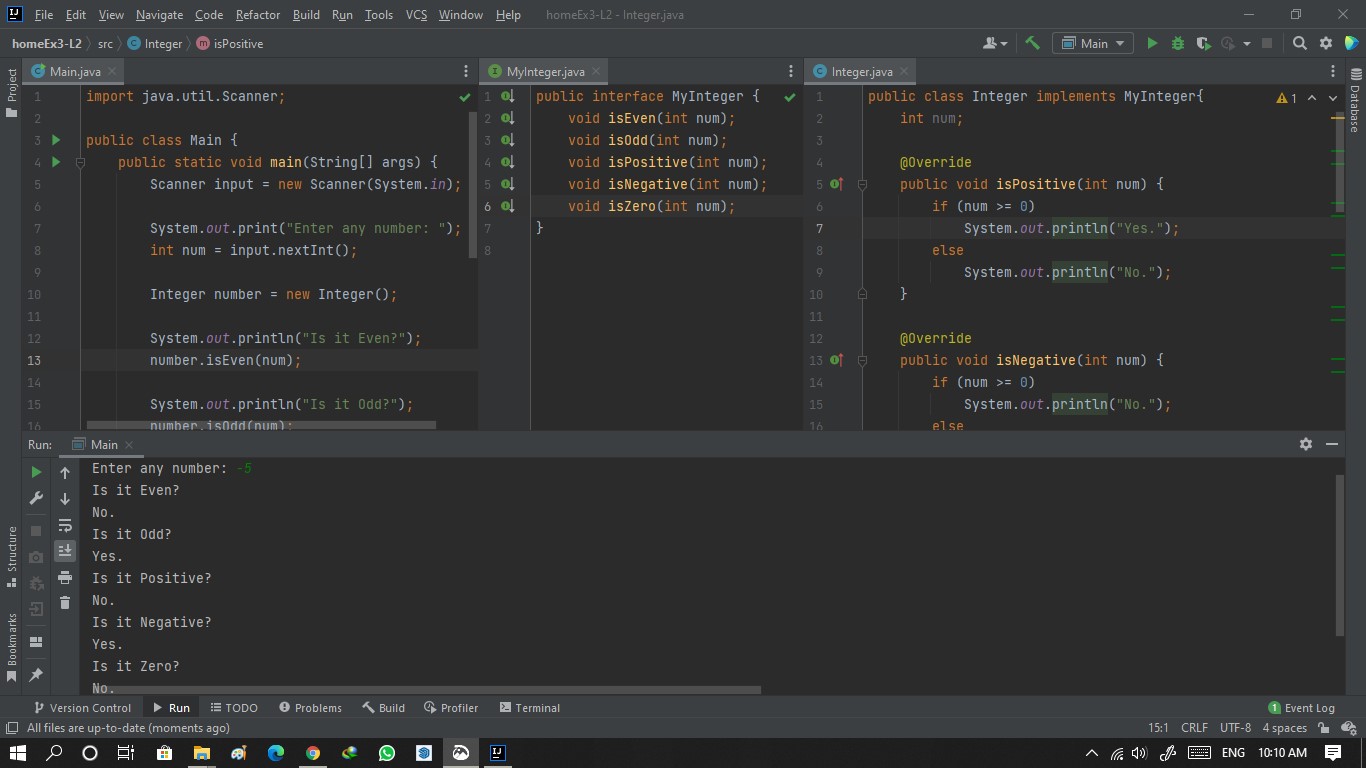 File Edit View Navigate Code Refactor Build Run Tools VCS Window Help homeEx3-L2 - Integer.java
homeEx3-L2 src Integer isPositive Main
Project
Structure
Bookmarks
Main.java
1 import java.util.Scanner;
2
3 public class Main {
4 public static void main(String[] args) {
5 Scanner input = new Scanner(System.in);
6
7 System.out.print("Enter any number: ");
8 int num = input.nextInt();
9
10 Integer number = new Integer();
11
12 System.out.println("Is it Even?");
13 number.isEven(num);
14
15 System.out.println("Is it Odd?");
16 number.isOdd(num);
MyInteger.java
1 public interface MyInteger {
2 void isEven(int num);
3 void isOdd(int num);
4 void isPositive(int num);
5 void isNegative(int num);
6 void isZero(int num);
7 }
8
Integer.java
1 public class Integer implements MyInteger{ 1
2 int num;
3
4 @Override
5 public void isPositive(int num) {
6 if (num >= 0)
7 System.out.println("Yes.");
8 else
9 System.out.println("No.");
10 }
11
12 @Override
13 public void isNegative(int num) {
14 if (num >= 0)
15 System.out.println("No.");
16 else
Database
Run: Main
Enter any number: -5
Is it Even?
No.
Is it Odd?
Yes.
Is it Positive?
No.
Is it Negative?
Yes.
Is it Zero?
No.
Version Control Run TODO Problems Build Profiler Terminal 1 Event Log
All files are up-to-date (moments ago) 15:1 CRLF UTF-8 4 spaces
ENG 10:10 AM